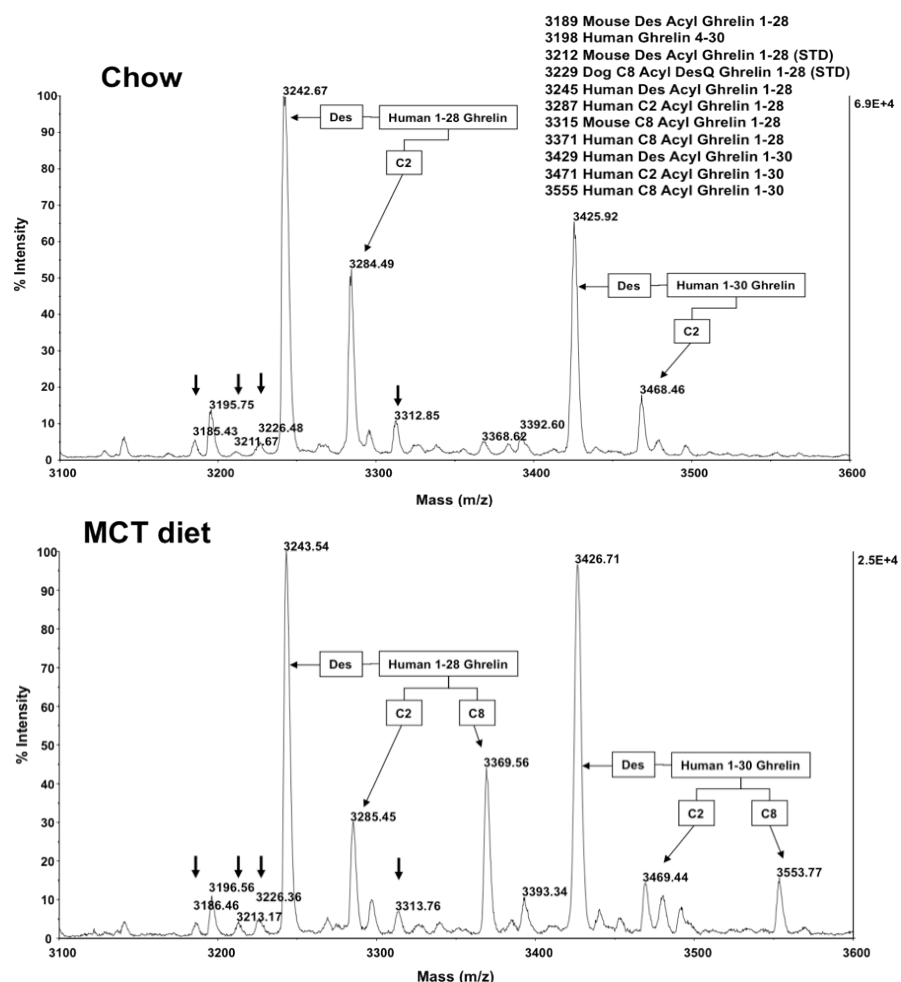 3189 Mouse Des Acyl Ghrelin 1-28
3198 Human Ghrelin 4-30
3212 Mouse Des Acyl Ghrelin 1-28 (STD)
3229 Dog C8 Acyl DesQ Ghrelin 1-28 (STD)
3245 Human Des Acyl Ghrelin 1-28
3287 Human C2 Acyl Ghrelin 1-28
3315 Mouse C8 Acyl Ghrelin 1-28
3371 Human C8 Acyl Ghrelin 1-28
3429 Human Des Acyl Ghrelin 1-30
3471 Human C2 Acyl Ghrelin 1-30
3555 Human C8 Acyl Ghrelin 1-30
Chow
100
90
80
70
60
50
40
30
20
10
0
% Intensity
6.9E+4
3242.67
Des
Human 1-28 Ghrelin
C2
3284.49
3425.92
Des
Human 1-30 Ghrelin
C2
3468.46
3195.75
3185.43
3211.67
3226.48
3312.85
3368.62
3392.60
3100
3200
3300
3400
3500
3600
Mass (m/z)
MCT diet
100
90
80
70
60
50
40
30
20
10
0
% Intensity
2.5E+4
3243.54
3426.71
Des
Human 1-28 Ghrelin
C2
C8
3285.45
3369.56
Des
Human 1-30 Ghrelin
C2
C8
3469.44
3553.77
3196.56
3186.46
3213.17
3226.36
3313.76
3393.34
3100
3200
3300
3400
3500
3600
Mass (m/z)